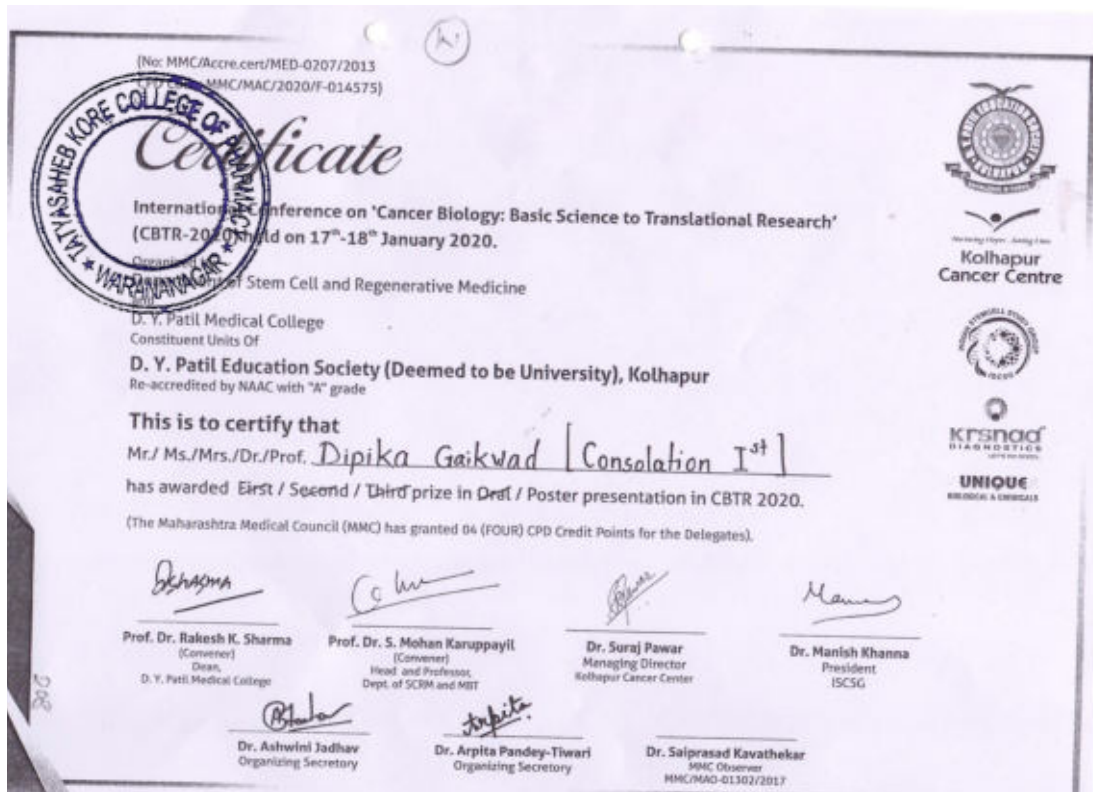 (No: MMC/Accre.cert/MED-0207/2013
MMC/MAC/2020/F-014575)
TATYASAHEB KORE COLLEGE OF PHARMACY
WARANANAGAR
Certificate
International Conference on 'Cancer Biology: Basic Science to Translational Research'
(CBTR-2020) held on 17th-18th January 2020.
of Stem Cell and Regenerative Medicine
D. Y. Patil Medical College
Constituent Units Of
D. Y. Patil Education Society (Deemed to be University), Kolhapur
Re-accredited by NAAC with "A" grade
This is to certify that
Mr./ Ms./Mrs./Dr./Prof. Dipika Gaikwad [Consolation Ist]
has awarded First / Second / Third prize in Oral / Poster presentation in CBTR 2020.
(The Maharashtra Medical Council (MMC) has granted 04 (FOUR) CPD Credit Points for the Delegates).
Prof. Dr. Rakesh K. Sharma
(Convener)
Dean,
D. Y. Patil Medical College
Prof. Dr. S. Mohan Karuppayil
(Convener)
Head and Professor,
Dept. of SCRM and MBT
Dr. Suraj Pawar
Managing Director
Kolhapur Cancer Center
Dr. Manish Khanna
President
ISCSG
Arpita
Dr. Ashwini Jadhav
Organizing Secretary
Dr. Arpita Pandey-Tiwari
Organizing Secretary
Dr. Saiprasad Kavathekar
MMC Observer
MMC/MAO-01302/2017
Kolhapur
Cancer Centre
ISCSG
krsnaa
DIAGNOSTICS
UNIQUE
BIOLOGICAL & CHEMICALS